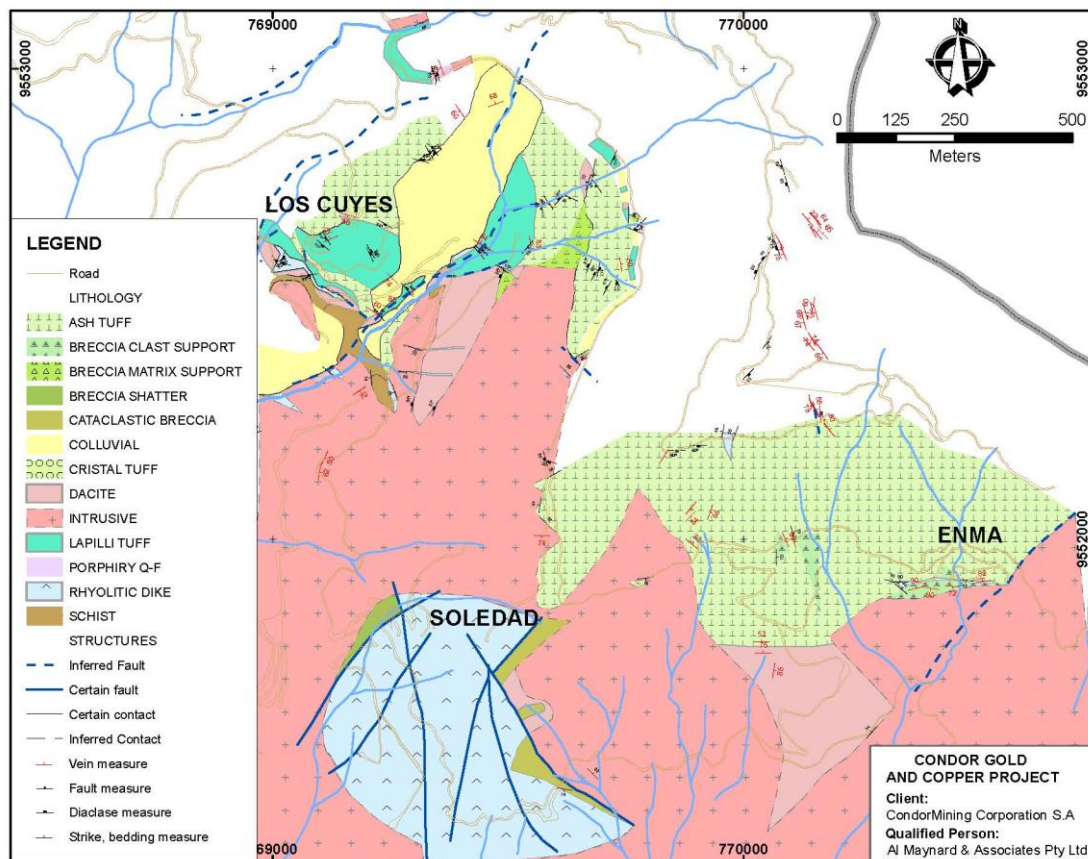 769000
770000
9553000
9553000
N
0 125 250 500
Meters
LOS CUYES
LEGEND
Road
LITHOLOGY
ASH TUFF
BRECCIA CLAST SUPPORT
BRECCIA MATRIX SUPPORT
BRECCIA SHATTER
CATACLASTIC BRECCIA
COLLUVIAL
CRISTAL TUFF
DACITE
INTRUSIVE
LAPILLI TUFF
PORPHIRY Q-F
RHYOLITIC DIKE
SCHIST
STRUCTURES
Inferred Fault
Certain fault
Certain contact
Inferred Contact
Vein measure
Fault measure
Diaclase measure
Strike, bedding measure
ENMA
9552000
SOLEDAD
CONDOR GOLD
AND COPPER PROJECT
Client:
CondorMining Corporation S.A
Qualified Person:
Al Maynard & Associates Pty Ltd
69000
770000